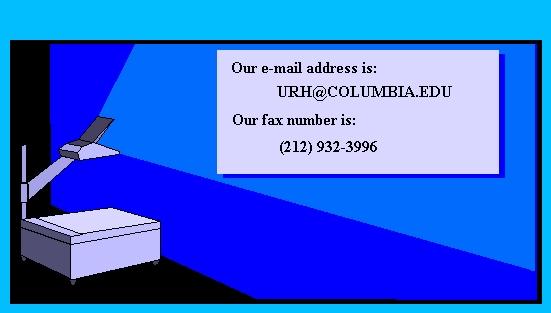 Our e-mail address is:
URH@COLUMBIA.EDU
Our fax number is:
(212) 932-3996